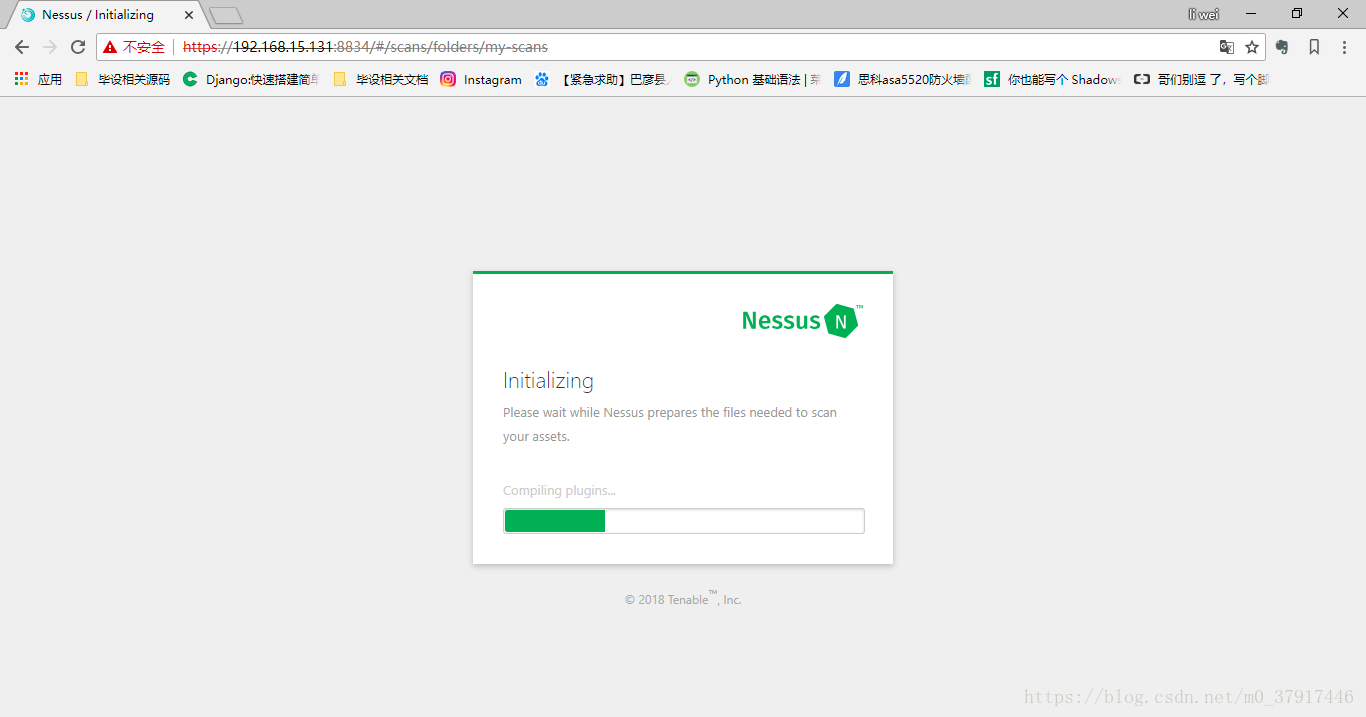 Nessus / Initializing
li wei
不安全 https://192.168.15.131:8834/#/scans/folders/my-scans
应用 毕设相关源码 Django:快速搭建简单 毕设相关文档 Instagram 【紧急求助】巴彦县 Python 基础语法 | 菜 思科asa5520防火墙 你也能写个 Shadows 哥们别逗 了，写个脚
Nessus N ™
Initializing
Please wait while Nessus prepares the files needed to scan
your assets.
Compiling plugins...
© 2018 Tenable™, Inc.
https://blog.csdn.net/m0_37917446